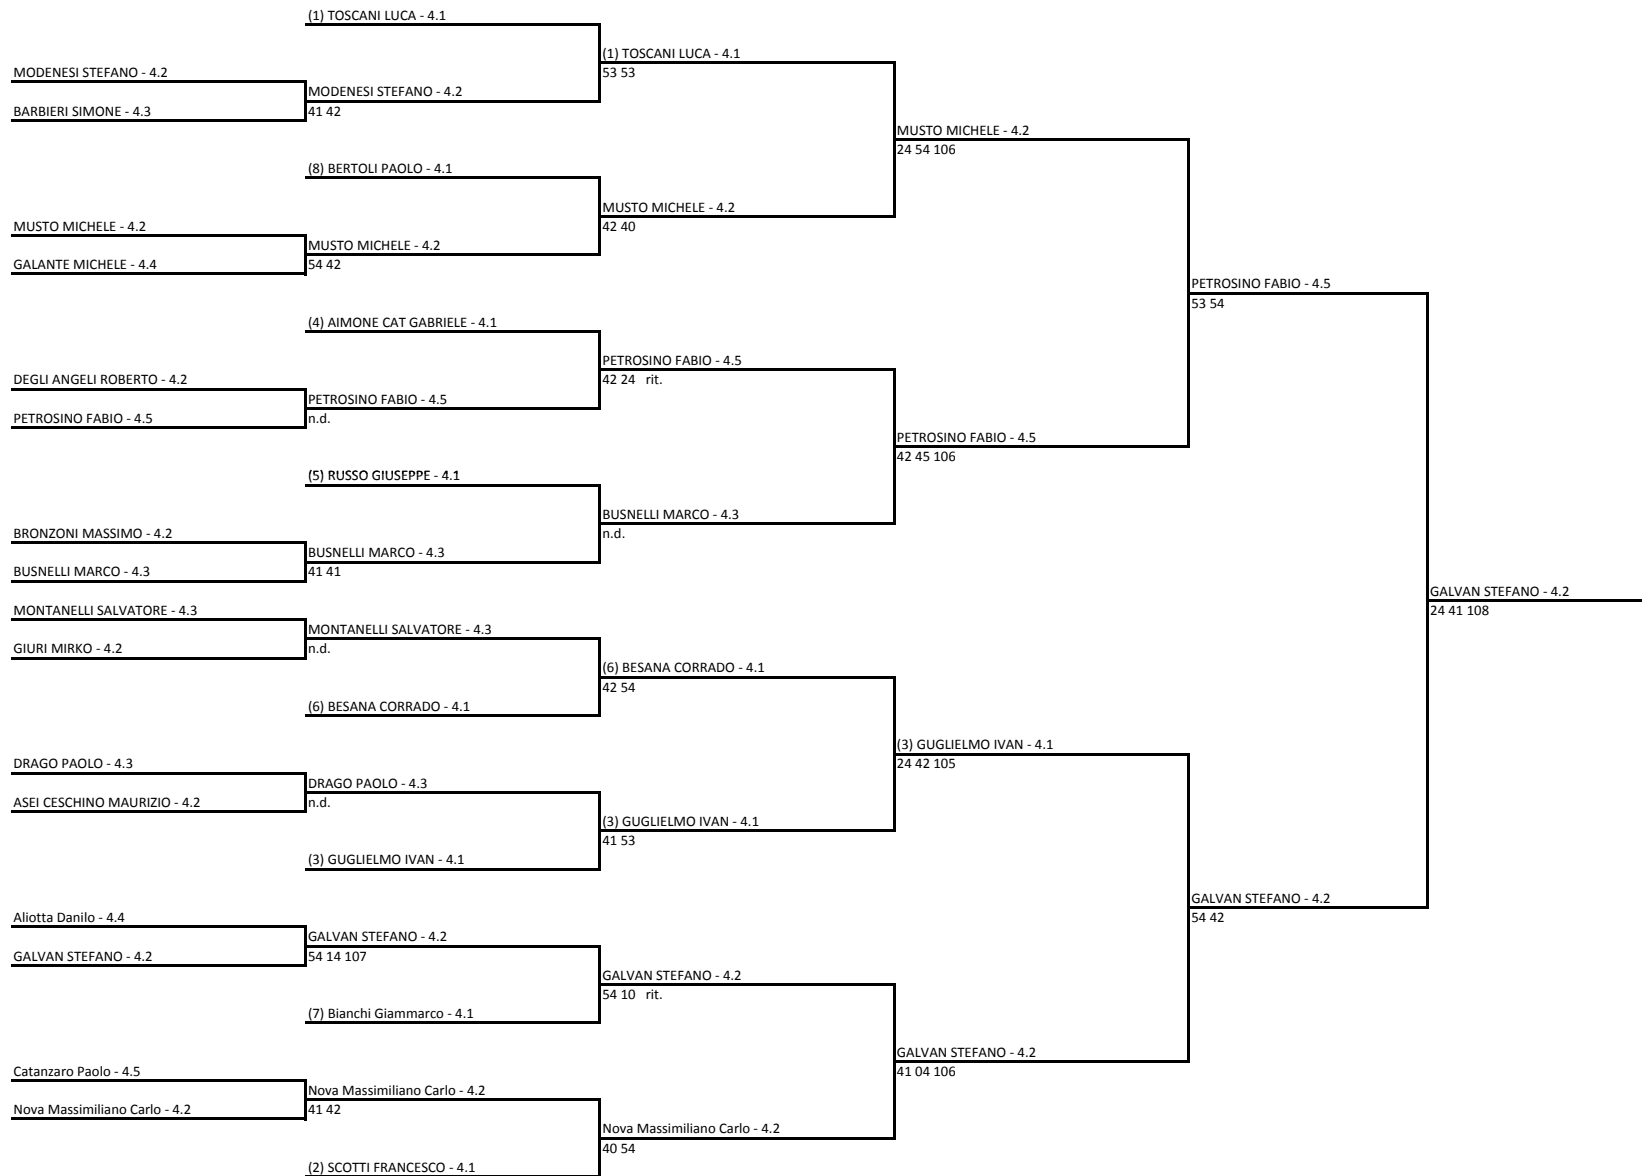 (1) TOSCANI LUCA - 4.1
(1) TOSCANI LUCA - 4.1
53 53
MODENESI STEFANO - 4.2
MODENESI STEFANO - 4.2
41 42
BARBIERI SIMONE - 4.3
MUSTO MICHELE - 4.2
24 54 106
(8) BERTOLI PAOLO - 4.1
MUSTO MICHELE - 4.2
42 40
MUSTO MICHELE - 4.2
MUSTO MICHELE - 4.2
54 42
GALANTE MICHELE - 4.4
PETROSINO FABIO - 4.5
53 54
(4) AIMONE CAT GABRIELE - 4.1
PETROSINO FABIO - 4.5
42 24 rit.
DEGLI ANGELI ROBERTO - 4.2
PETROSINO FABIO - 4.5
n.d.
PETROSINO FABIO - 4.5
PETROSINO FABIO - 4.5
42 45 106
(5) RUSSO GIUSEPPE - 4.1
BUSNELLI MARCO - 4.3
n.d.
BRONZONI MASSIMO - 4.2
BUSNELLI MARCO - 4.3
41 41
BUSNELLI MARCO - 4.3
GALVAN STEFANO - 4.2
24 41 108
MONTANELLI SALVATORE - 4.3
MONTANELLI SALVATORE - 4.3
n.d.
GIURI MIRKO - 4.2
(6) BESANA CORRADO - 4.1
42 54
(6) BESANA CORRADO - 4.1
(3) GUGLIELMO IVAN - 4.1
24 42 105
DRAGO PAOLO - 4.3
DRAGO PAOLO - 4.3
n.d.
ASEI CESCHINO MAURIZIO - 4.2
(3) GUGLIELMO IVAN - 4.1
41 53
(3) GUGLIELMO IVAN - 4.1
GALVAN STEFANO - 4.2
54 42
Aliotta Danilo - 4.4
GALVAN STEFANO - 4.2
54 14 107
GALVAN STEFANO - 4.2
GALVAN STEFANO - 4.2
54 10 rit.
(7) Bianchi Giammarco - 4.1
GALVAN STEFANO - 4.2
41 04 106
Catanzaro Paolo - 4.5
Nova Massimiliano Carlo - 4.2
41 42
Nova Massimiliano Carlo - 4.2
Nova Massimiliano Carlo - 4.2
40 54
(2) SCOTTI FRANCESCO - 4.1